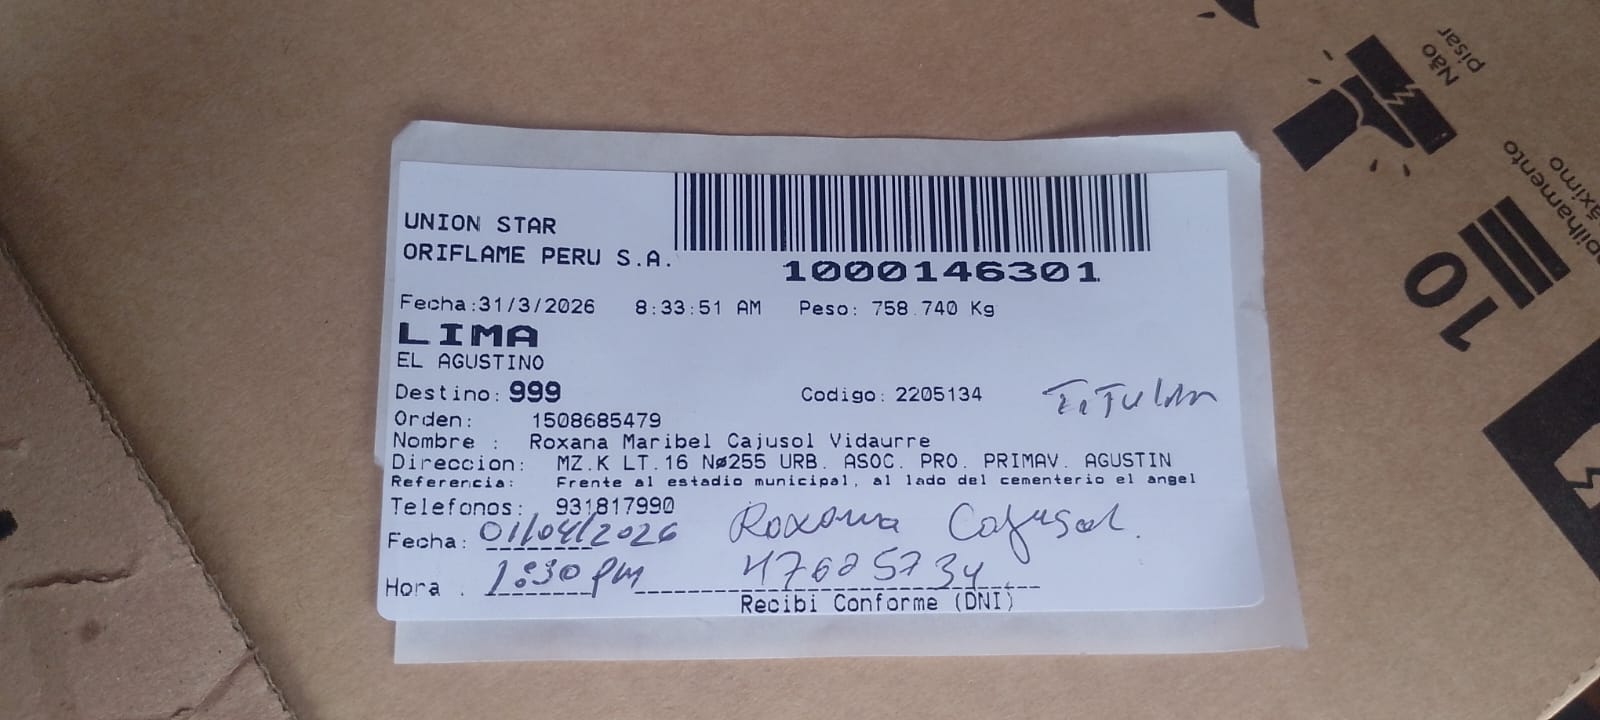 UNION STAR
ORIFLAME PERU S.A.
1000146301
Fecha:31/3/2026 8:33:51 AM Peso: 758.740 Kg
LIMA
EL AGUSTINO
Destino: 999 Codigo: 2205134 Titular
Orden: 1508685479
Nombre : Roxana Maribel Cajusol Vidaurre
Direccion: MZ.K LT.16 Nø255 URB. ASOC. PRO. PRIMAV. AGUSTIN
Referencia: Frente al estadio municipal, al lado del cementerio el angel
Telefonos: 931817990
Fecha: 01/04/2026 Roxana Cajusol.
Hora : 1:30 pm
Recibi Conforme (DNI)
Não
pisar
10